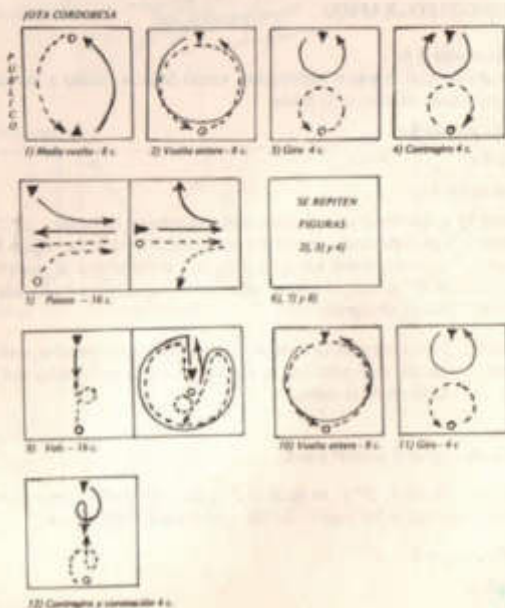 JOTA CORDOBESA
PUBLICO
1) Media vuelta - 8 c.
2) Vuelta entera - 8 c.
3) Giro 4 c.
4) Contragiro 4 c.
5) Paseo - 16 c.
SE REPITEN
FIGURAS
2), 3) y 4)
6), 7) y 8)
9) Vals - 16 c.
10) Vuelta entera - 8 c.
11) Giro - 4 c
12) Contragiro y coronación 4 c.